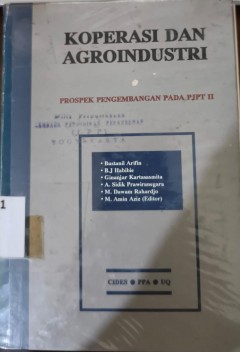 KOPERASI DAN
AGROINDUSTRI
PROSPEK PENGEMBANGAN PADA PJPT II
• Bustanil Arifin
• B.J Habibie
• Ginanjar Kartasasmita
• A. Sidik Prawiranegara
• M. Dawam Rahardjo
• M. Amin Aziz (Editor)
CIDES • PPA • UQ
1